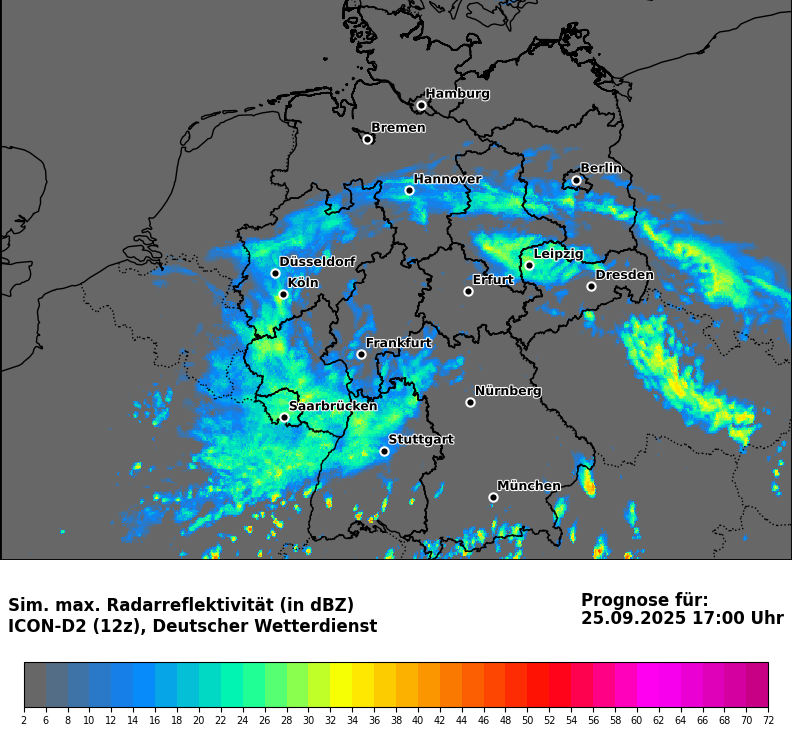 Hamburg
Bremen
Berlin
Hannover
Leipzig
Düsseldorf
Dresden
Köln
Erfurt
Frankfurt
Nürnberg
Saarbrücken
Stuttgart
München
Sim. max. Radarreflektivität (in dBZ)
ICON-D2 (12z), Deutscher Wetterdienst
Prognose für:
25.09.2025 17:00 Uhr
2 6 8 10 12 14 16 18 20 22 24 26 28 30 32 34 36 38 40 42 44 46 48 50 52 54 56 58 60 62 64 66 68 70 72